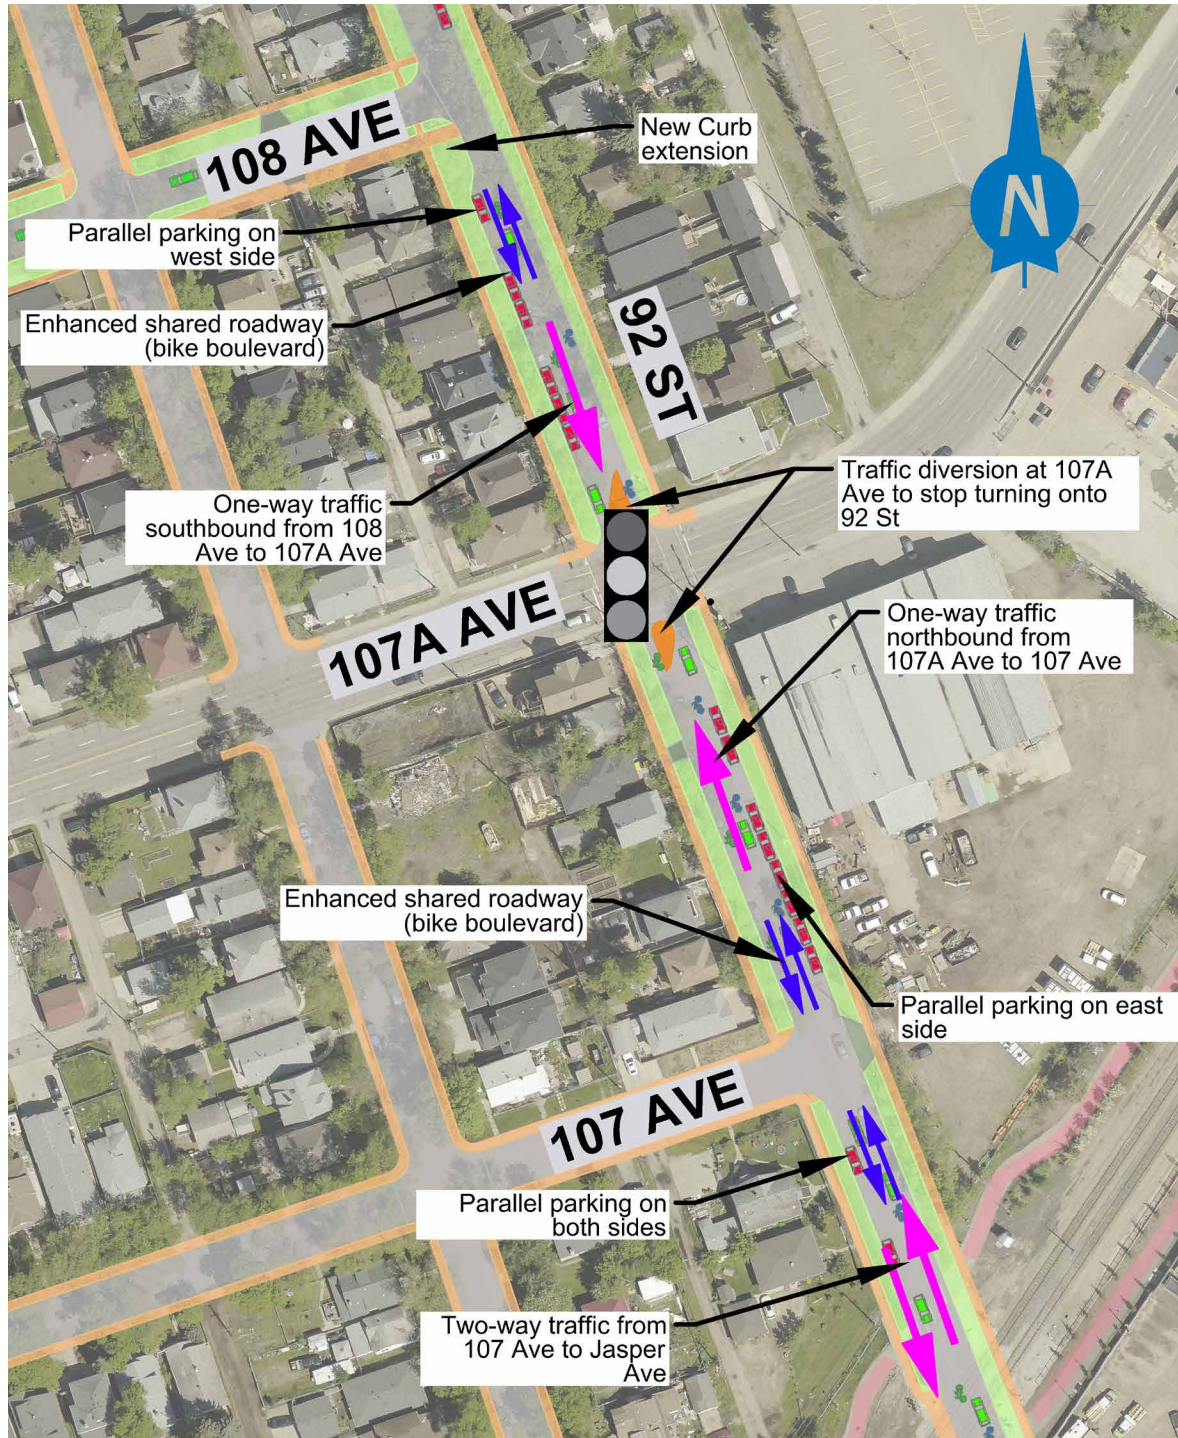 New Curb
extension
108 AVE
N
Parallel parking on
west side
Enhanced shared roadway
(bike boulevard)
92 ST
Traffic diversion at 107A
Ave to stop turning onto
92 St
One-way traffic
southbound from 108
Ave to 107A Ave
107A AVE
One-way traffic
northbound from
107A Ave to 107 Ave
Enhanced shared roadway
(bike boulevard)
Parallel parking on east
side
107 AVE
Parallel parking on
both sides
Two-way traffic from
107 Ave to Jasper
Ave